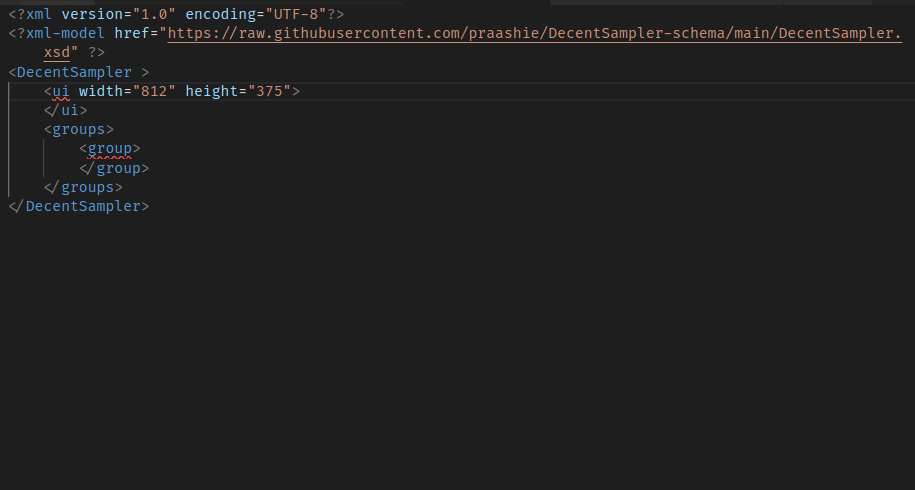 <?xml version="1.0" encoding="UTF-8"?>
<?xml-model href="https://raw.githubusercontent.com/praashie/DecentSampler-schema/main/DecentSampler.
xsd" ?>
<DecentSampler >
<ui width="812" height="375">
</ui>
<groups>
<group>
</group>
</groups>
</DecentSampler>